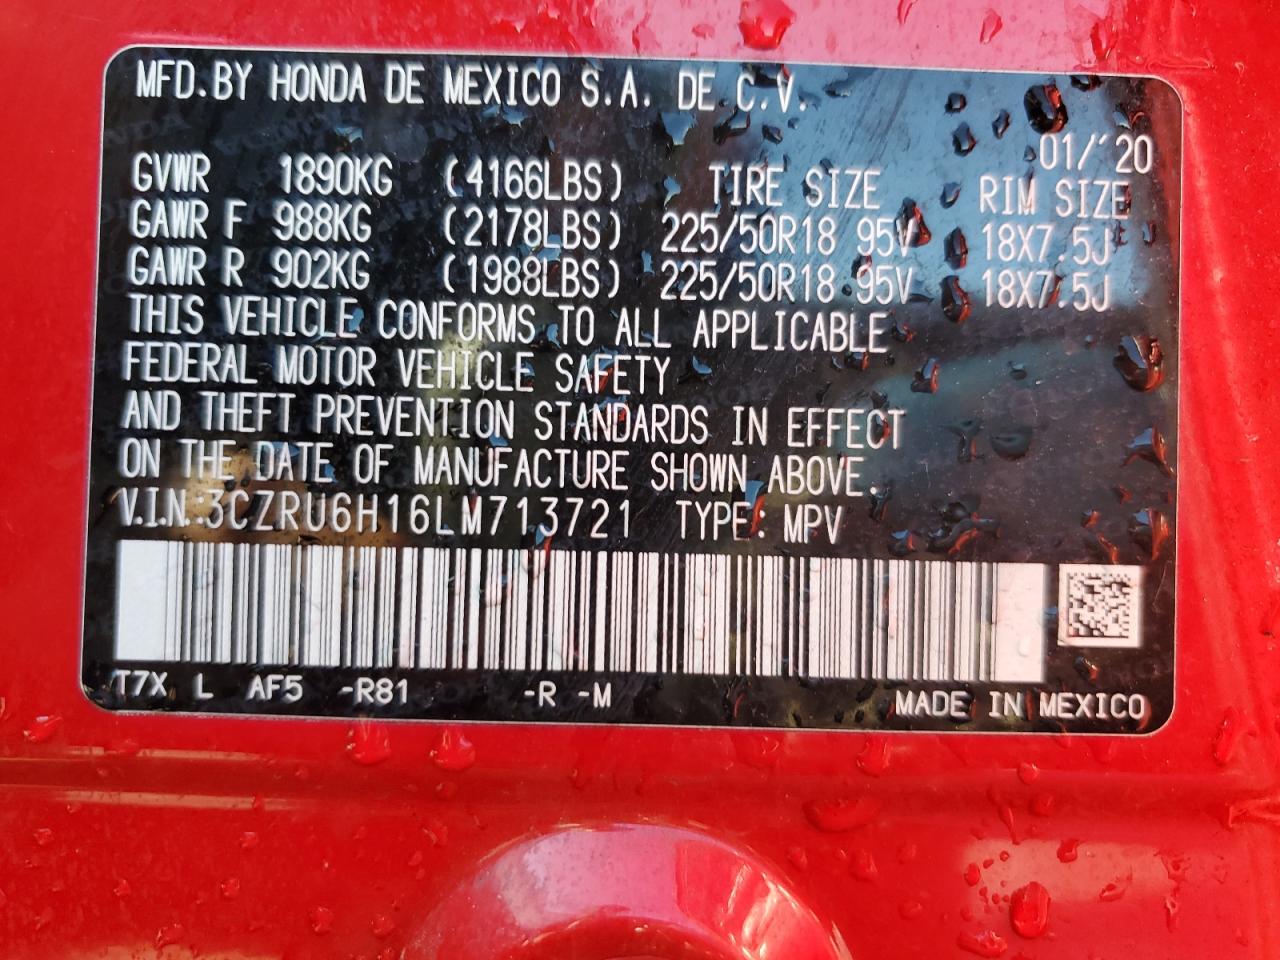 MFD.BY HONDA DE MEXICO S.A. DE C.V.
01/'20
GVWR 1890KG (4166LBS) TIRE SIZE RIM SIZE
GAWR F 988KG (2178LBS) 225/50R18 95V 18X7.5J
GAWR R 902KG (1988LBS) 225/50R18 95V 18X7.5J
THIS VEHICLE CONFORMS TO ALL APPLICABLE
FEDERAL MOTOR VEHICLE SAFETY
AND THEFT PREVENTION STANDARDS IN EFFECT
ON THE DATE OF MANUFACTURE SHOWN ABOVE.
V.I.N.:3CZRU6H16LM713721 TYPE: MPV
T7X L AF5 -R81 -R -M MADE IN MEXICO